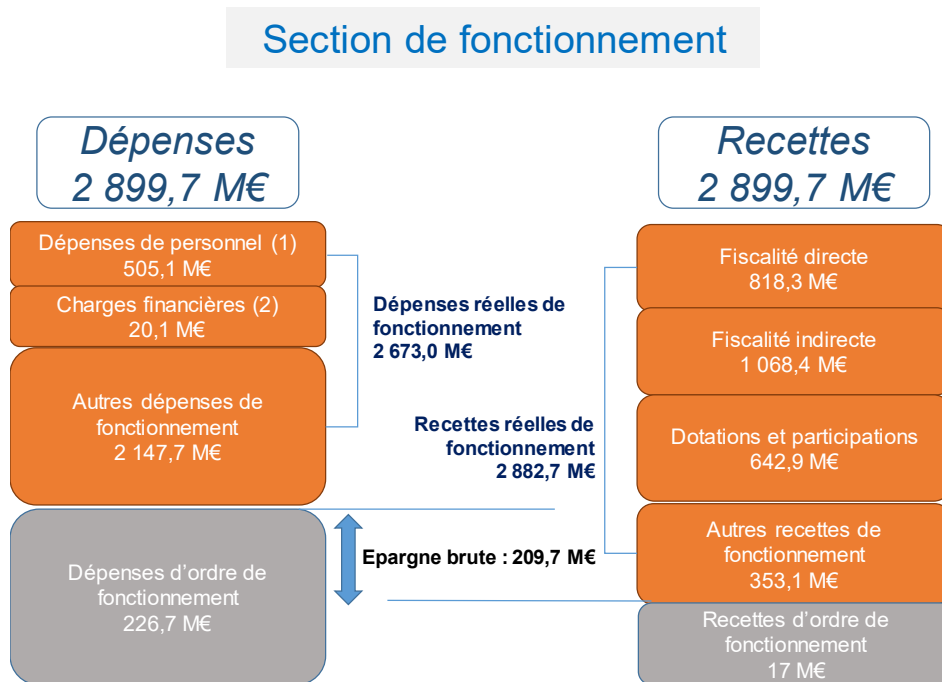 Section de fonctionnement
Dépenses
2 899,7 M€
Dépenses de personnel (1)
505,1 M€
Charges financières (2)
20,1 M€
Autres dépenses de
fonctionnement
2 147,7 M€
Dépenses d'ordre de
fonctionnement
226,7 M€
Dépenses réelles de
fonctionnement
2 673,0 M€
Recettes réelles de
fonctionnement
2 882,7 M€
Epargne brute : 209,7 M€
Recettes
2 899,7 M€
Fiscalité directe
818,3 M€
Fiscalité indirecte
1 068,4 M€
Dotations et participations
642,9 M€
Autres recettes de
fonctionnement
353,1 M€
Recettes d'ordre de
fonctionnement
17 M€